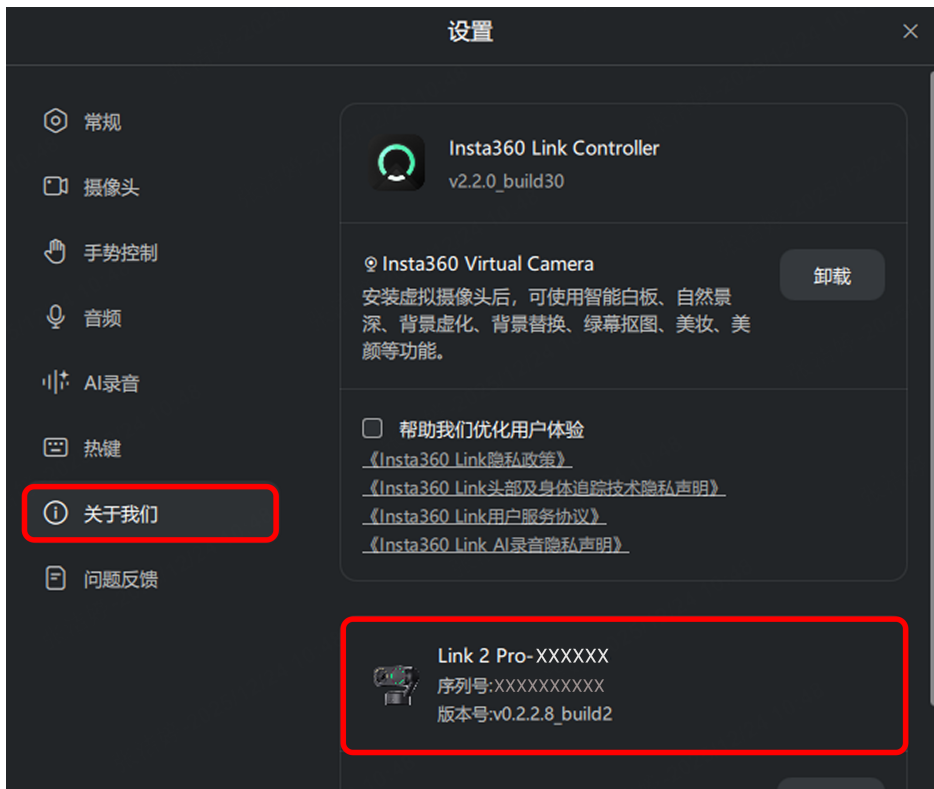 设置
常规
摄像头
手势控制
音频
AI录音
热键
关于我们
问题反馈
Insta360 Link Controller
v2.2.0_build30
Insta360 Virtual Camera
安装虚拟摄像头后，可使用智能白板、自然景
深、背景虚化、背景替换、绿幕抠图、美妆、美
颜等功能。
卸载
帮助我们优化用户体验
《Insta360 Link隐私政策》
《Insta360 Link头部及身体追踪技术隐私声明》
《Insta360 Link用户服务协议》
《Insta360 Link AI录音隐私声明》
Link 2 Pro-XXXXXX
序列号:XXXXXXXXXX
版本号:v0.2.2.8_build2